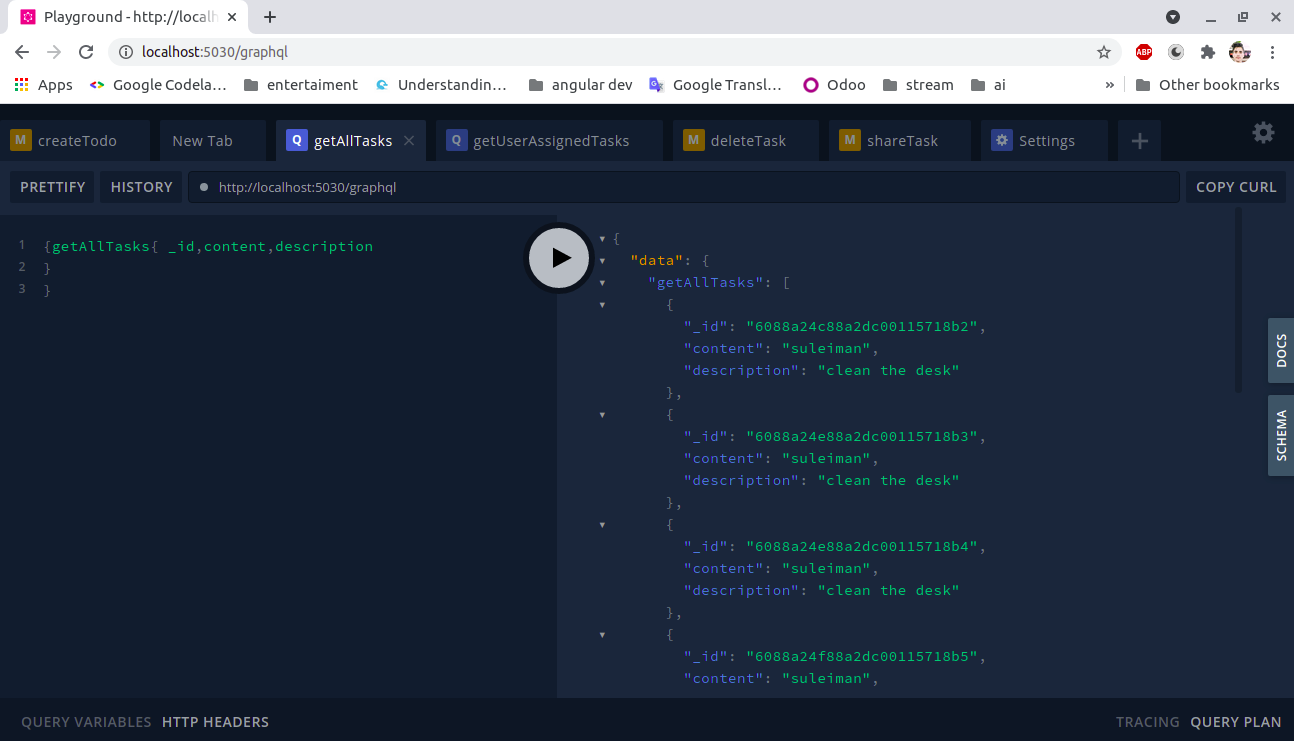 Playground - http://local
localhost:5030/graphql
ABP
Apps Google Codela... entertaiment Understandin... angular dev Google Transl... Odoo stream ai » Other bookmarks
M createTodo New Tab Q getAllTasks Q getUserAssignedTasks M deleteTask M shareTask Settings
PRETTIFY HISTORY http://localhost:5030/graphql COPY CURL
1 {getAllTasks{ _id,content,description
2 }
3 }
{
"data": {
"getAllTasks": [
{
"_id": "6088a24c88a2dc00115718b2",
"content": "suleiman",
"description": "clean the desk"
},
{
"_id": "6088a24e88a2dc00115718b3",
"content": "suleiman",
"description": "clean the desk"
},
{
"_id": "6088a24e88a2dc00115718b4",
"content": "suleiman",
"description": "clean the desk"
},
{
"_id": "6088a24f88a2dc00115718b5",
"content": "suleiman",
DOCS
SCHEMA
QUERY VARIABLES HTTP HEADERS TRACING QUERY PLAN